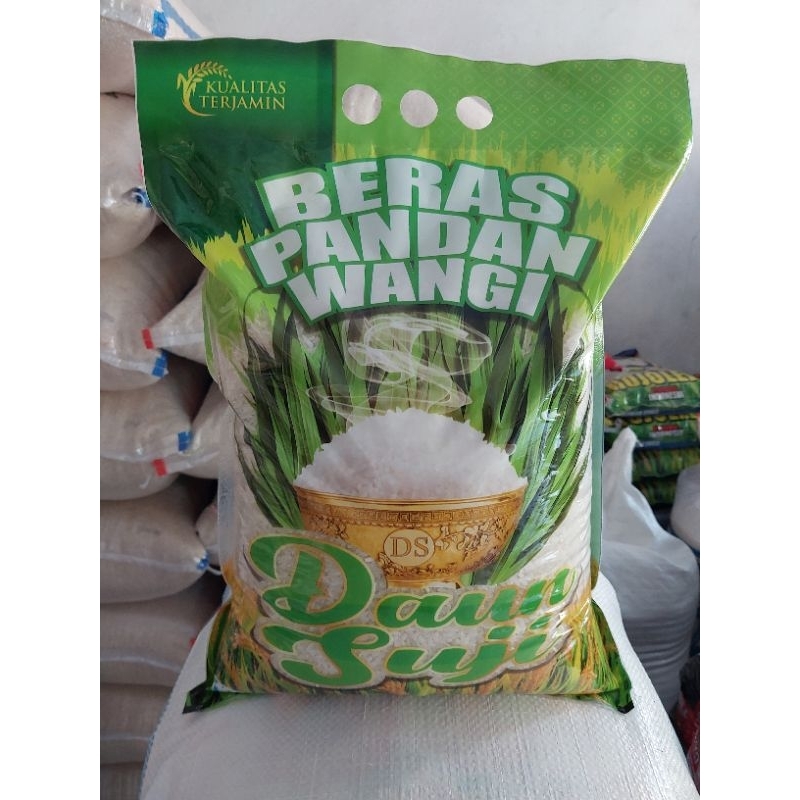 KUALITAS
TERJAMIN
BERAS
PANDAN
WANGI
DS
Daun
Suji